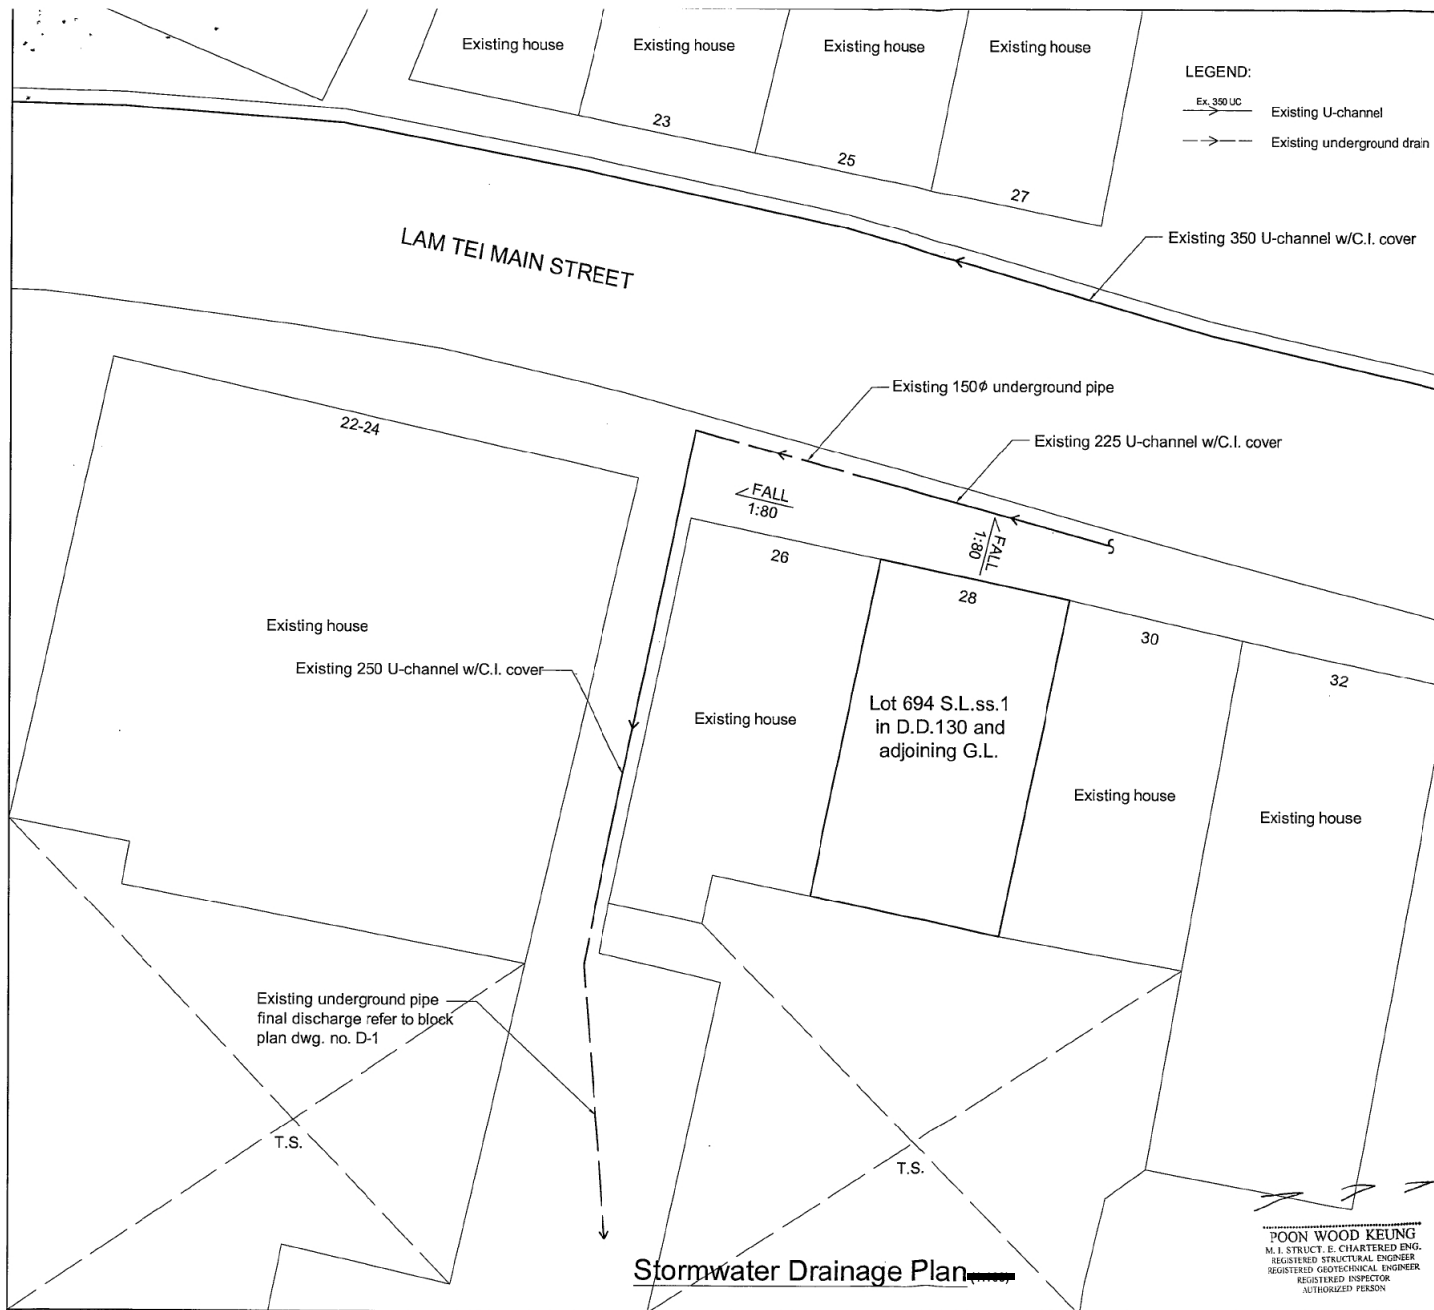 Existing house
Existing house
Existing house
Existing house
LEGEND:
Ex. 350 UC
Existing U-channel
Existing underground drain
23
25
27
LAM TEI MAIN STREET
Existing 350 U-channel w/C.I. cover
Existing 150ϕ underground pipe
Existing 225 U-channel w/C.I. cover
22-24
FALL
1:80
FALL
1:80
26
28
30
32
Existing house
Existing 250 U-channel w/C.I. cover
Existing house
Lot 694 S.L.ss.1
in D.D.130 and
adjoining G.L.
Existing house
Existing house
Existing underground pipe
final discharge refer to block
plan dwg. no. D-1
T.S.
T.S.
Stormwater Drainage Plan
POON WOOD KEUNG
M. I. STRUCT. E. CHARTERED ENG.
REGISTERED STRUCTURAL ENGINEER
REGISTERED GEOTECHNICAL ENGINEER
REGISTERED INSPECTOR
AUTHORIZED PERSON